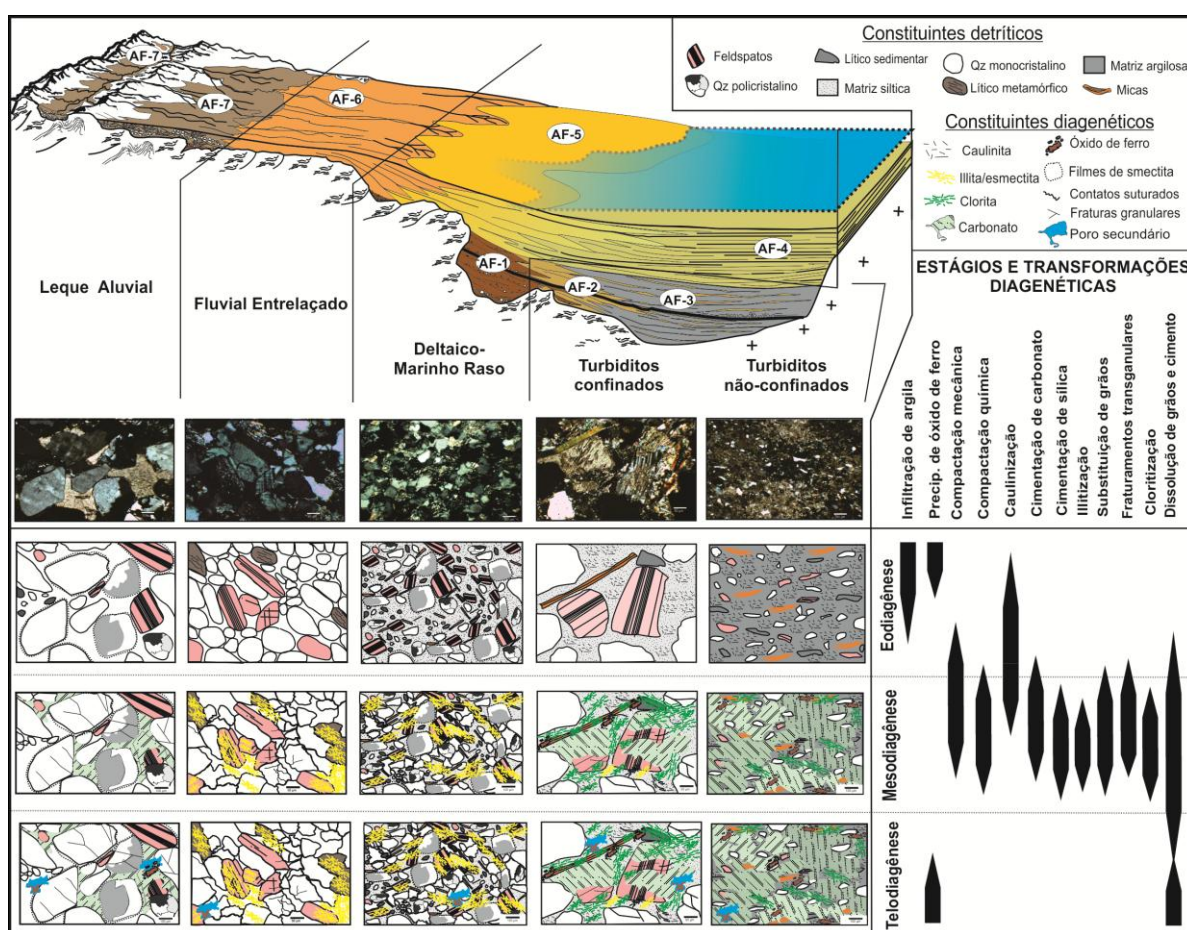 Constituintes detríticos
Feldspatos
Lítico sedimentar
Qz monocristalino
Matriz argilosa
Qz policristalino
Matriz siltica
Lítico metamórfico
Micas
Constituintes diagenéticos
Caulinita
Óxido de ferro
Illita/esmectita
Filmes de smectita
Clorita
Contatos suturados
Fraturas granulares
Carbonato
Poro secundário
AF-7
AF-7
AF-6
AF-5
AF-4
AF-1
AF-2
AF-3
Leque Aluvial
Fluvial Entrelaçado
Deltaico-
Marinho Raso
Turbiditos
confinados
Turbiditos
não-confinados
ESTÁGIOS E TRANSFORMAÇÕES
DIAGENÉTICAS
Infiltração de argila
Precip. de óxido de ferro
Compactação mecânica
Compactação química
Caulinização
Cimentação de carbonato
Cimentação de sílica
Illitização
Substituição de grãos
Fraturamentos transganulares
Cloritização
Dissolução de grãos e cimento
Eodiagênese
Mesodiagênese
Telodiagênese